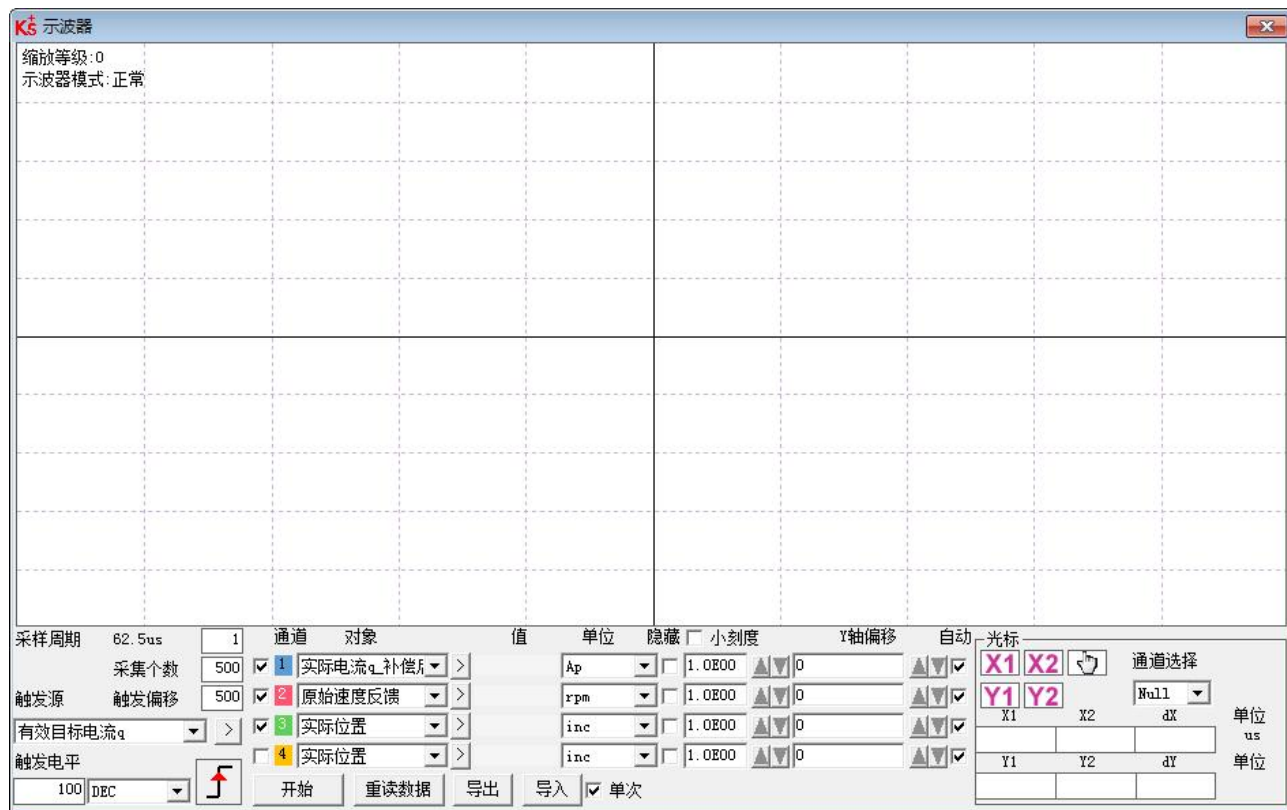 Ks+ 示波器
缩放等级:0
示波器模式:正常
采样周期 62.5us 1 通道 对象 值 单位 隐藏 小刻度 Y轴偏移 自动 光标
采集个数 500 1 实际电流q_补偿后 > Ap 1.0E00 0 X1 X2 通道选择
触发源 触发偏移 500 2 原始速度反馈 > rpm 1.0E00 0 Y1 Y2 Null
有效目标电流q > 3 实际位置 > inc 1.0E00 0 X1 X2 dX 单位
us
触发电平 4 实际位置 > inc 1.0E00 0 Y1 Y2 dY 单位
100 DEC 开始 重读数据 导出 导入 单次